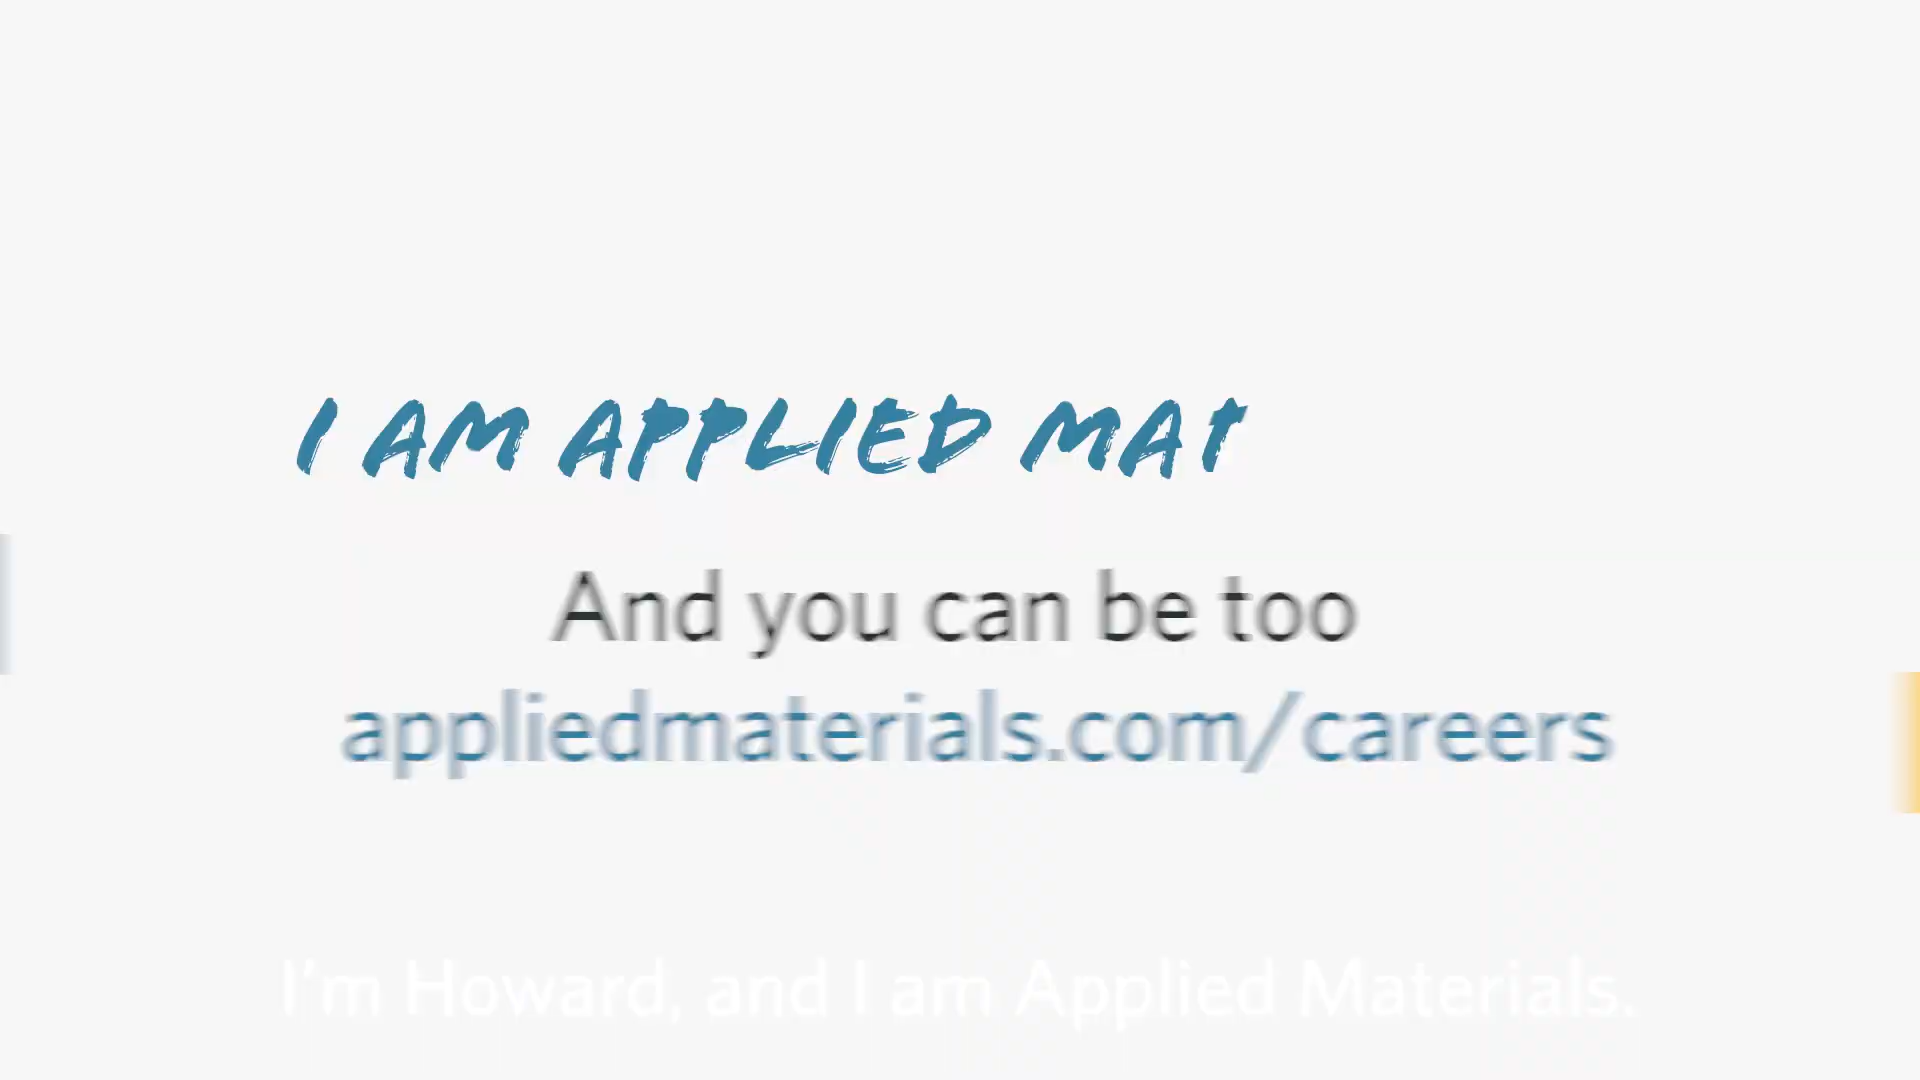 I AM APPLIED MAT
And you can be too
appliedmaterials.com/careers
I'm Howard, and I am Applied Materials.